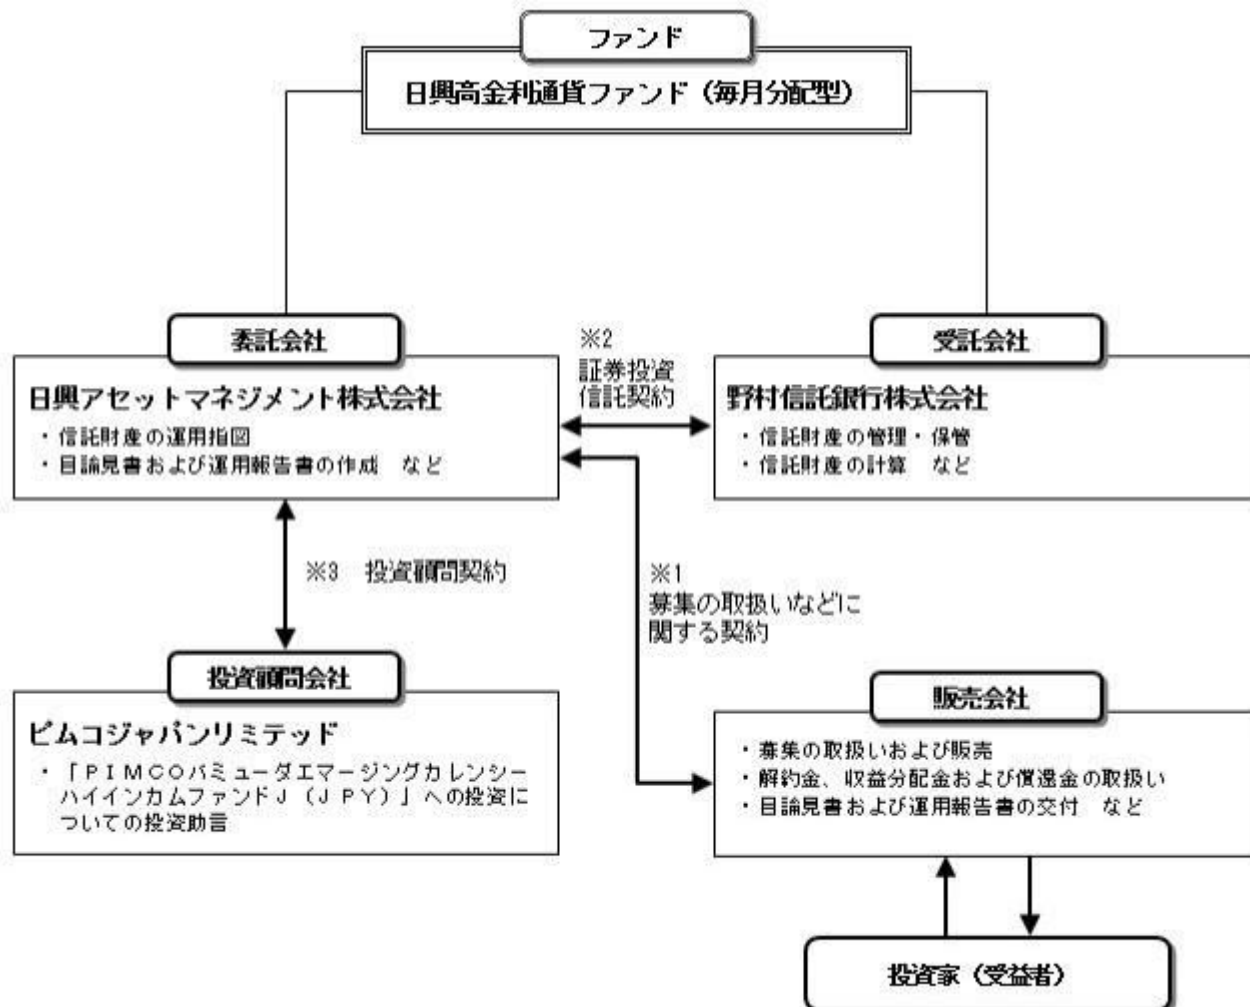 ファンド
日興高金利通貨ファンド（毎月分配型）
委託会社
日興アセットマネジメント株式会社
・信託財産の運用指図
・目論見書および運用報告書の作成　など
※2
証券投資
信託契約
受託会社
野村信託銀行株式会社
・信託財産の管理・保管
・信託財産の計算　など
※3　投資顧問契約
※1
募集の取扱いなどに
関する契約
投資顧問会社
ピムコジャパンリミテッド
・「ＰＩＭＣＯバミューダエマージングカレンシー
ハイインカムファンドＪ（ＪＰＹ）」への投資に
ついての投資助言
販売会社
・募集の取扱いおよび販売
・解約金、収益分配金および償還金の取扱い
・目論見書および運用報告書の交付　など
投資家（受益者）